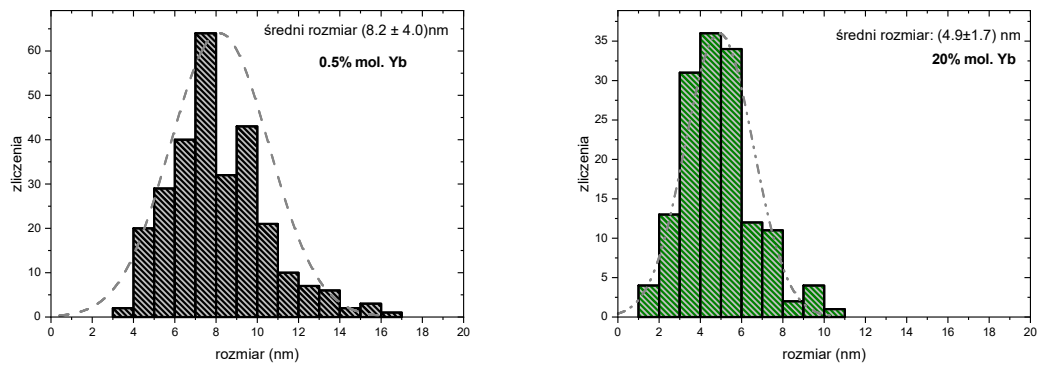 średni rozmiar (8.2 ± 4.0)nm
0.5% mol. Yb
zliczenia
60
50
40
30
20
10
0
0 2 4 6 8 10 12 14 16 18 20
rozmiar (nm)
średni rozmiar: (4.9±1.7) nm
20% mol. Yb
zliczenia
35
30
25
20
15
10
5
0
0 2 4 6 8 10 12 14 16 18 20
rozmiar (nm)